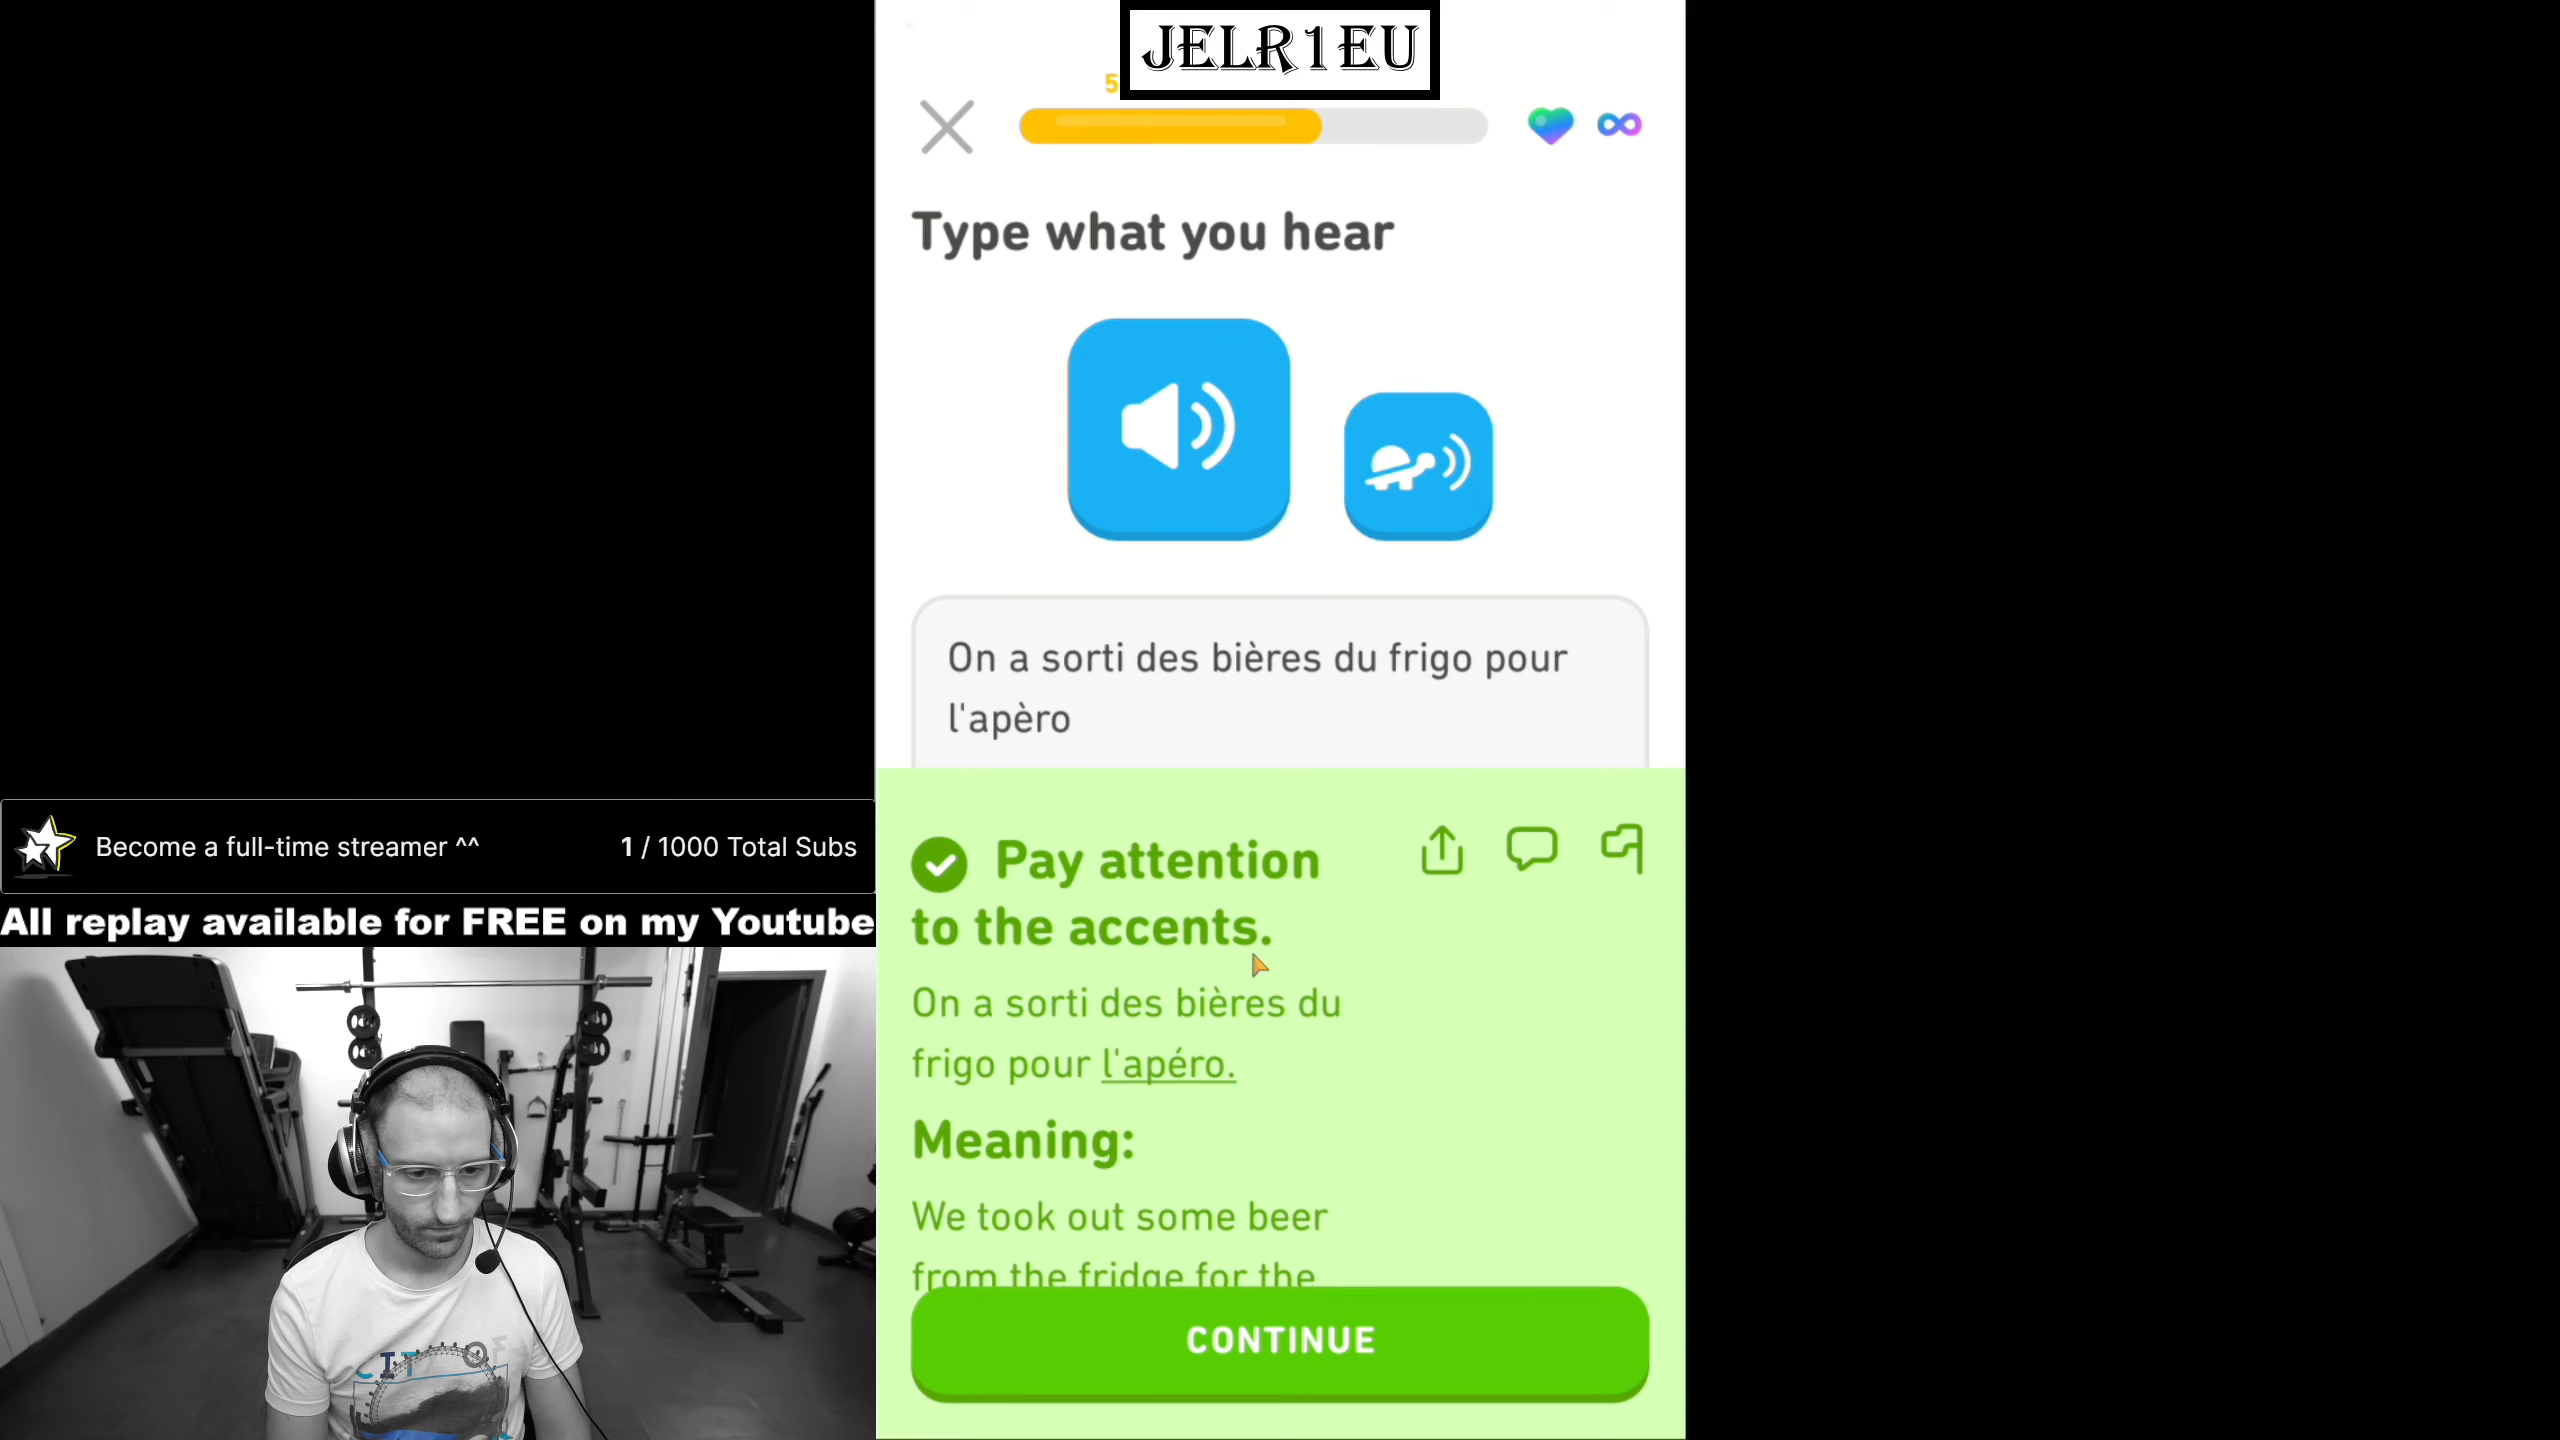 JELR1EU
5
Type what you hear
On a sorti des bières du frigo pour
l'apèro
Pay attention
to the accents.
On a sorti des bières du
frigo pour l'apéro.
Meaning:
We took out some beer
from the fridge for the
CONTINUE
Become a full-time streamer ^^ 1 / 1000 Total Subs
All replay available for FREE on my Youtube